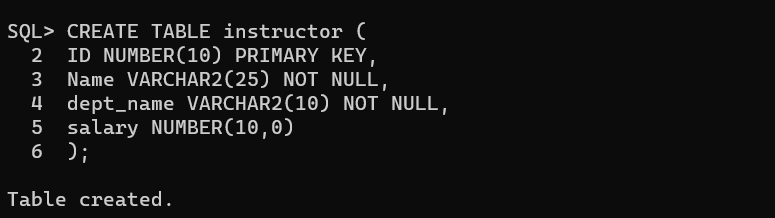 SQL> CREATE TABLE instructor (
  2  ID NUMBER(10) PRIMARY KEY,
  3  Name VARCHAR2(25) NOT NULL,
  4  dept_name VARCHAR2(10) NOT NULL,
  5  salary NUMBER(10,0)
  6  );
Table created.